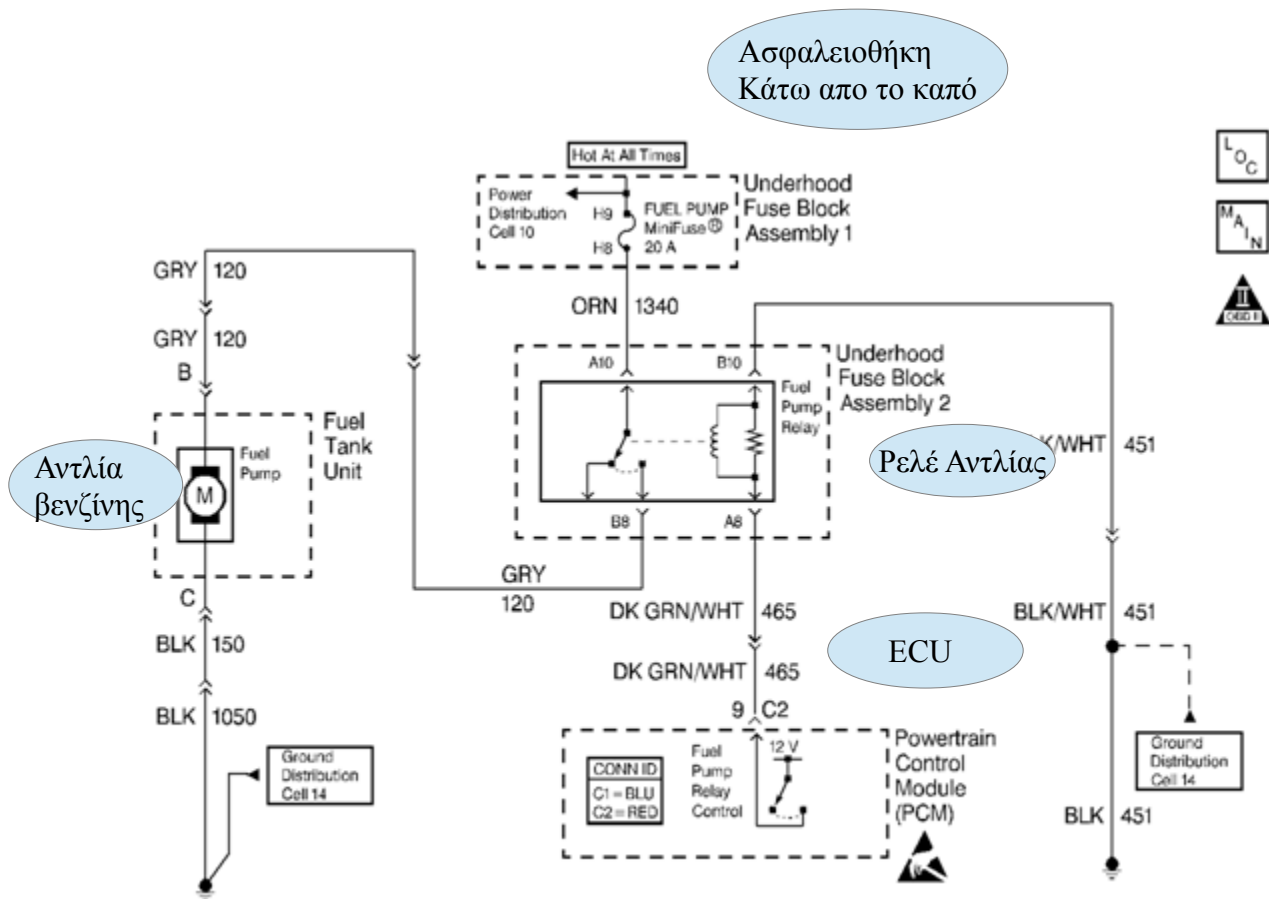 Ασφαλειοθήκη
Κάτω απο το καπό
Hot At All Times
Power
Distribution
Cell 10
H9
H8
FUEL PUMP
MiniFuse ®
20 A
Underhood
Fuse Block
Assembly 1
L
O
C
M
A
I
N
II
OBD II
GRY 120
GRY 120
B
ORN 1340
A10
B10
Fuel
Pump
Relay
Underhood
Fuse Block
Assembly 2
B8
A8
Fuel
Tank
Unit
Fuel
Pump
M
Αντλία
βενζίνης
Ρελέ Αντλίας
K/WHT 451
C
GRY
120
BLK 150
BLK 1050
DK GRN/WHT 465
DK GRN/WHT 465
ECU
BLK/WHT 451
9 C2
Ground
Distribution
Cell 14
CONN ID
C1 = BLU
C2 = RED
Fuel
Pump
Relay
Control
12 V
Powertrain
Control
Module
(PCM)
Ground
Distribution
Cell 14
BLK 451